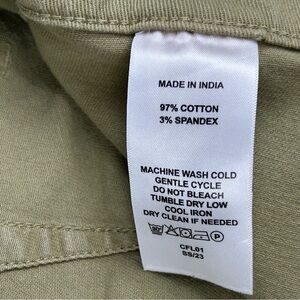 MADE IN INDIA
97% COTTON
3% SPANDEX
MACHINE WASH COLD
GENTLE CYCLE
DO NOT BLEACH
TUMBLE DRY LOW
COOL IRON
DRY CLEAN IF NEEDED
P
CFL01
SS/23